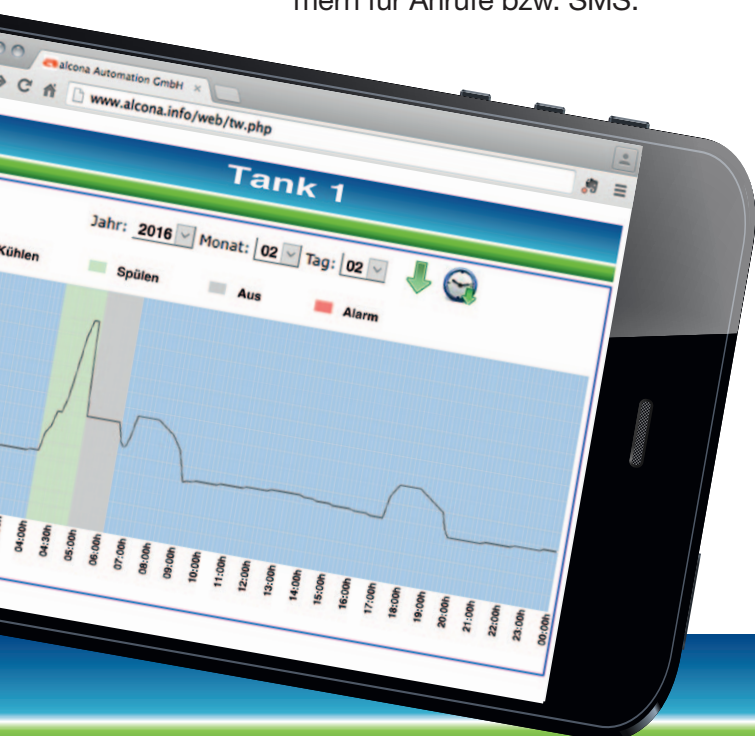 mern für Anrufe bzw. SMS.
alcona Automation GmbH
www.alcona.info/web/tw.php
Tank 1
Jahr: 2016 Monat: 02 Tag: 02
Kühlen Spülen Aus Alarm
04:00h 04:30h 05:00h 06:00h 07:00h 08:00h 09:00h 10:00h 11:00h 12:00h 13:00h 14:00h 15:00h 16:00h 17:00h 18:00h 19:00h 20:00h 21:00h 22:00h 23:00h 00:00h